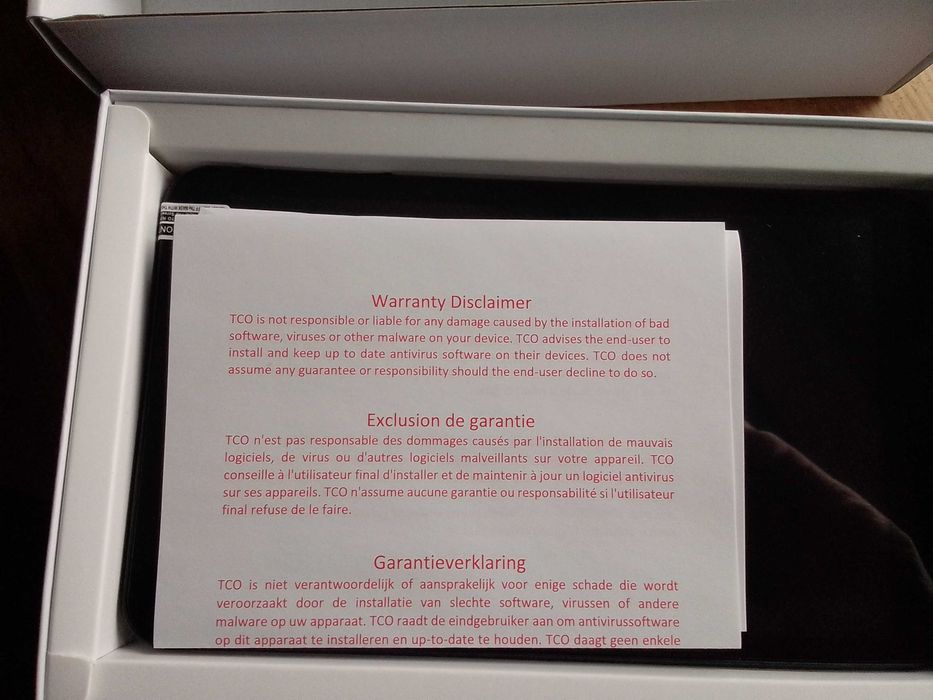 Warranty Disclaimer
TCO is not responsible or liable for any damage caused by the installation of bad
software, viruses or other malware on your device. TCO advises the end-user to
install and keep up to date antivirus software on their devices. TCO does not
assume any guarantee or responsibility should the end-user decline to do so.
Exclusion de garantie
TCO n'est pas responsable des dommages causés par l'installation de mauvais
logiciels, de virus ou d'autres logiciels malveillants sur votre appareil. TCO
conseille à l'utilisateur final d'installer et de maintenir à jour un logiciel antivirus
sur ses appareils. TCO n'assume aucune garantie ou responsabilité si l'utilisateur
final refuse de le faire.
Garantieverklaring
TCO is niet verantwoordelijk of aansprakelijk voor enige schade die wordt
veroorzaakt door de installatie van slechte software, virussen of andere
malware op uw apparaat. TCO raadt de eindgebruiker aan om antivirussoftware
op dit apparaat te installeren en up-to-date te houden. TCO daagt geen enkele